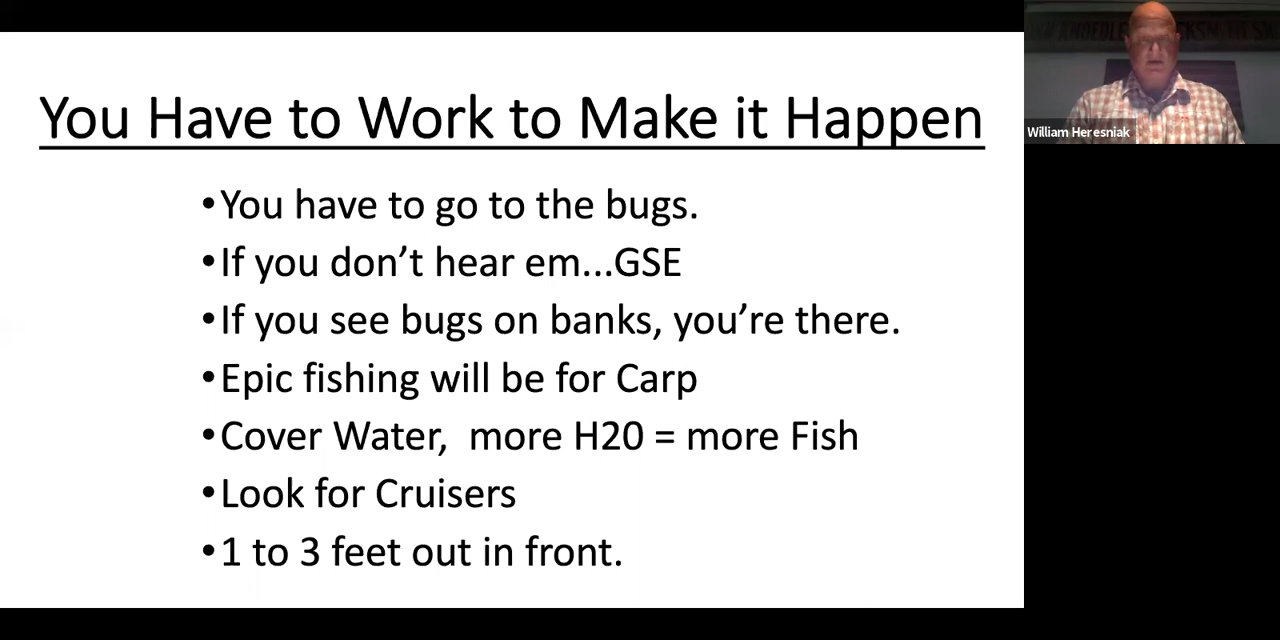 You Have to Work to Make it Happen
•You have to go to the bugs.
•If you don't hear em...GSE
•If you see bugs on banks, you're there.
•Epic fishing will be for Carp
•Cover Water,  more H20 = more Fish
•Look for Cruisers
•1 to 3 feet out in front.
William Heresniak